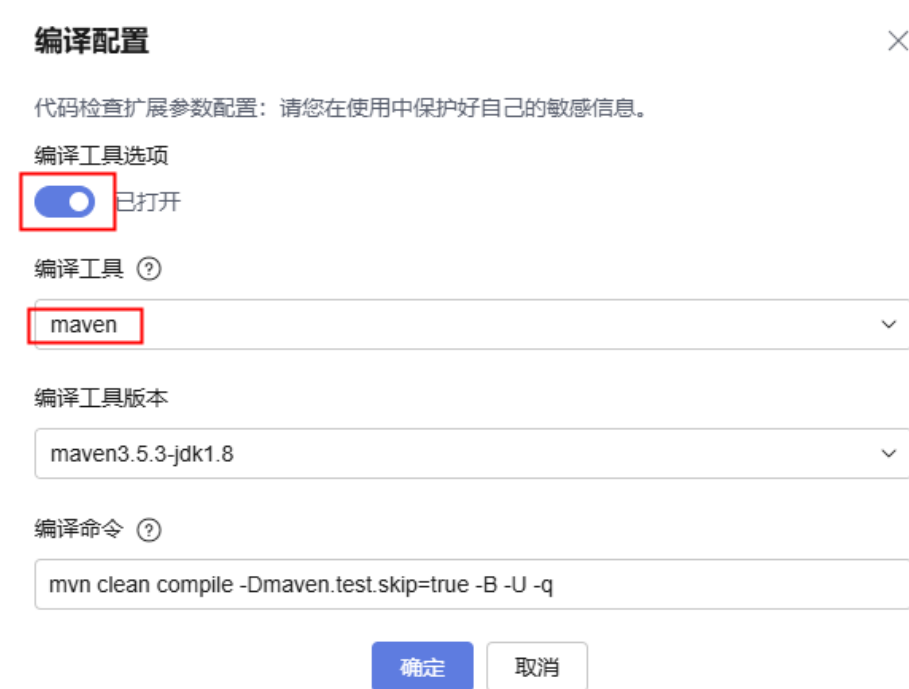 编译配置
代码检查扩展参数配置：请您在使用中保护好自己的敏感信息。
编译工具选项
已打开
编译工具 ?
maven
编译工具版本
maven3.5.3-jdk1.8
编译命令 ?
mvn clean compile -Dmaven.test.skip=true -B -U -q
确定 取消